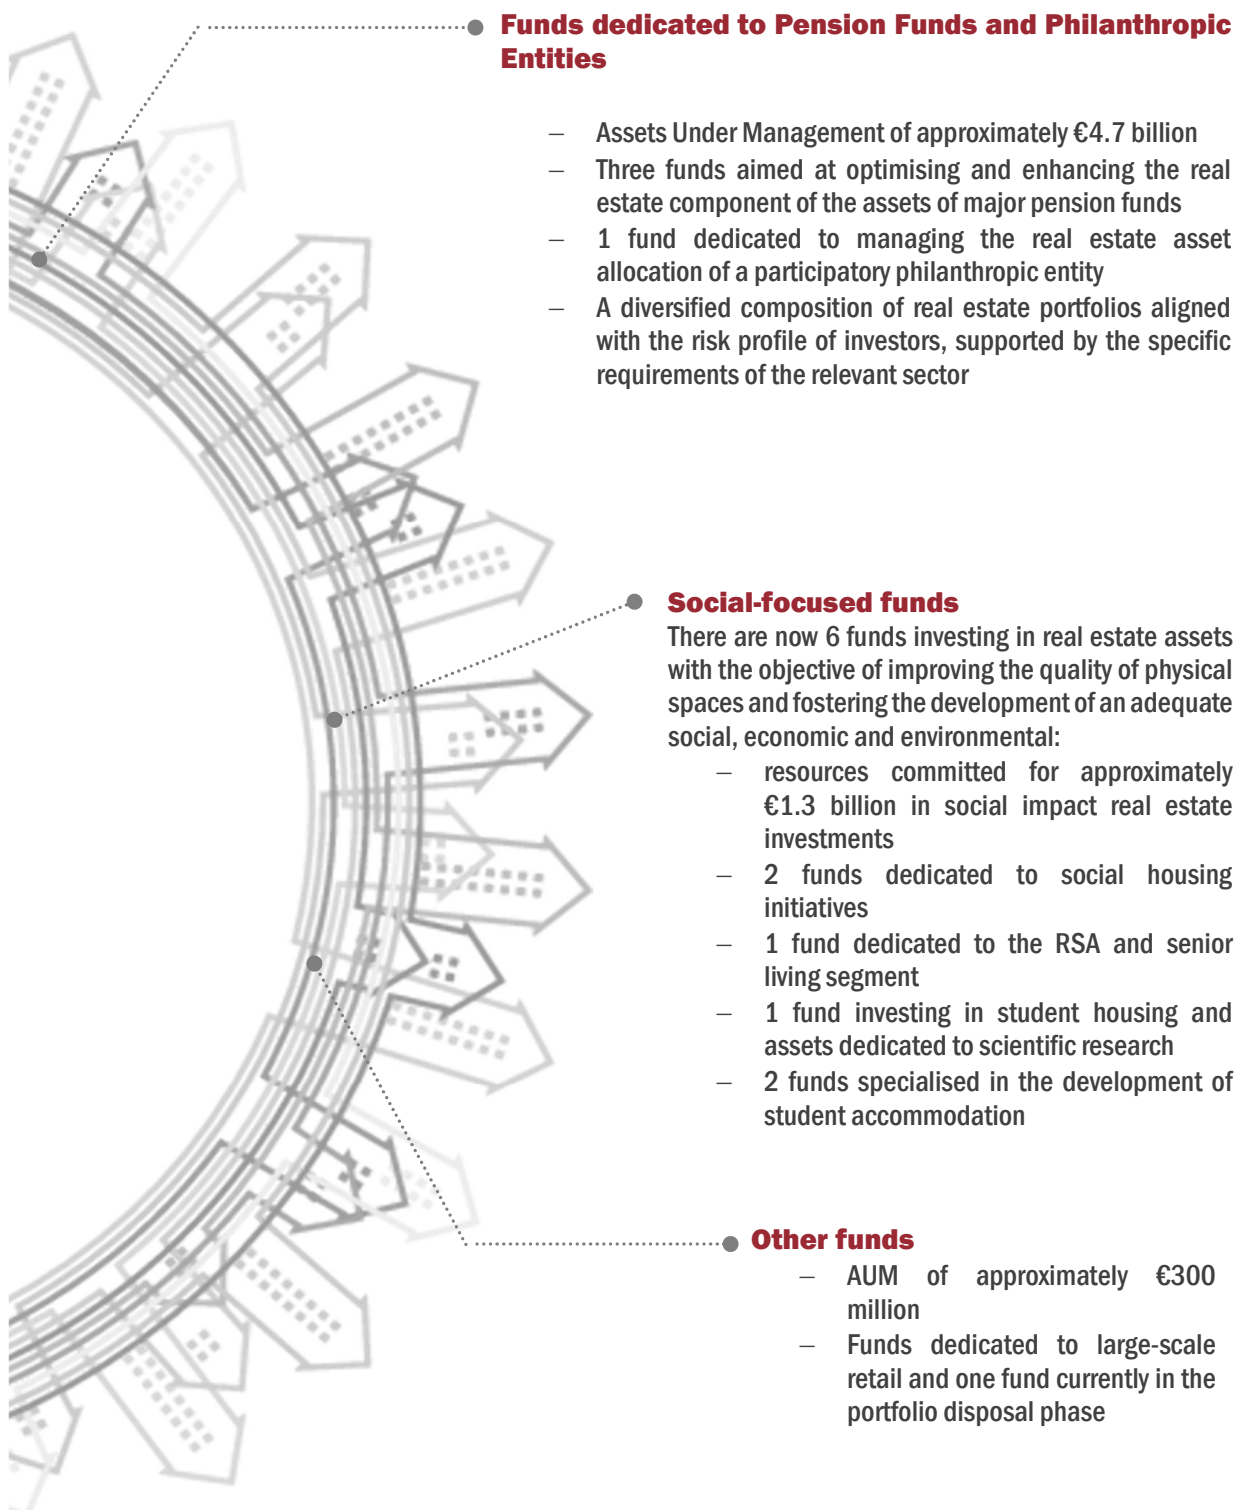 Funds dedicated to Pension Funds and Philanthropic
Entities
– Assets Under Management of approximately €4.7 billion
– Three funds aimed at optimising and enhancing the real
estate component of the assets of major pension funds
– 1 fund dedicated to managing the real estate asset
allocation of a participatory philanthropic entity
– A diversified composition of real estate portfolios aligned
with the risk profile of investors, supported by the specific
requirements of the relevant sector
Social-focused funds
There are now 6 funds investing in real estate assets
with the objective of improving the quality of physical
spaces and fostering the development of an adequate
social, economic and environmental:
– resources committed for approximately
€1.3 billion in social impact real estate
investments
– 2 funds dedicated to social housing
initiatives
– 1 fund dedicated to the RSA and senior
living segment
– 1 fund investing in student housing and
assets dedicated to scientific research
– 2 funds specialised in the development of
student accommodation
Other funds
– AUM of approximately €300
million
– Funds dedicated to large-scale
retail and one fund currently in the
portfolio disposal phase